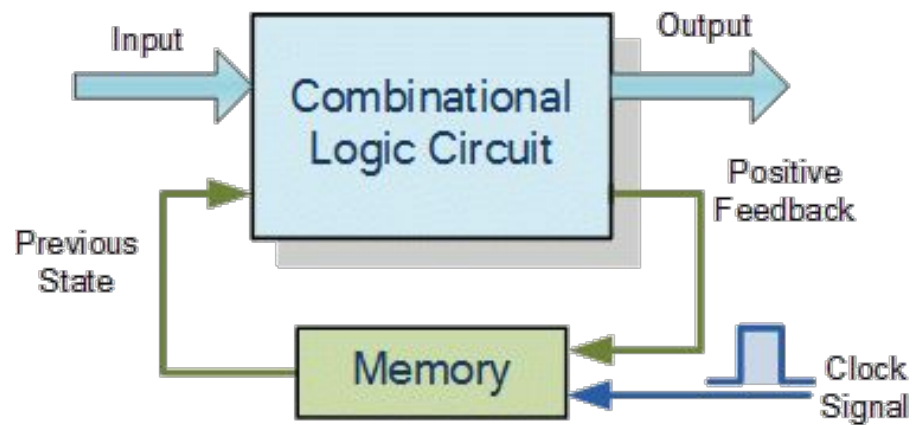 Input
Output
Combinational
Logic Circuit
Positive
Feedback
Previous
State
Memory
Clock
Signal